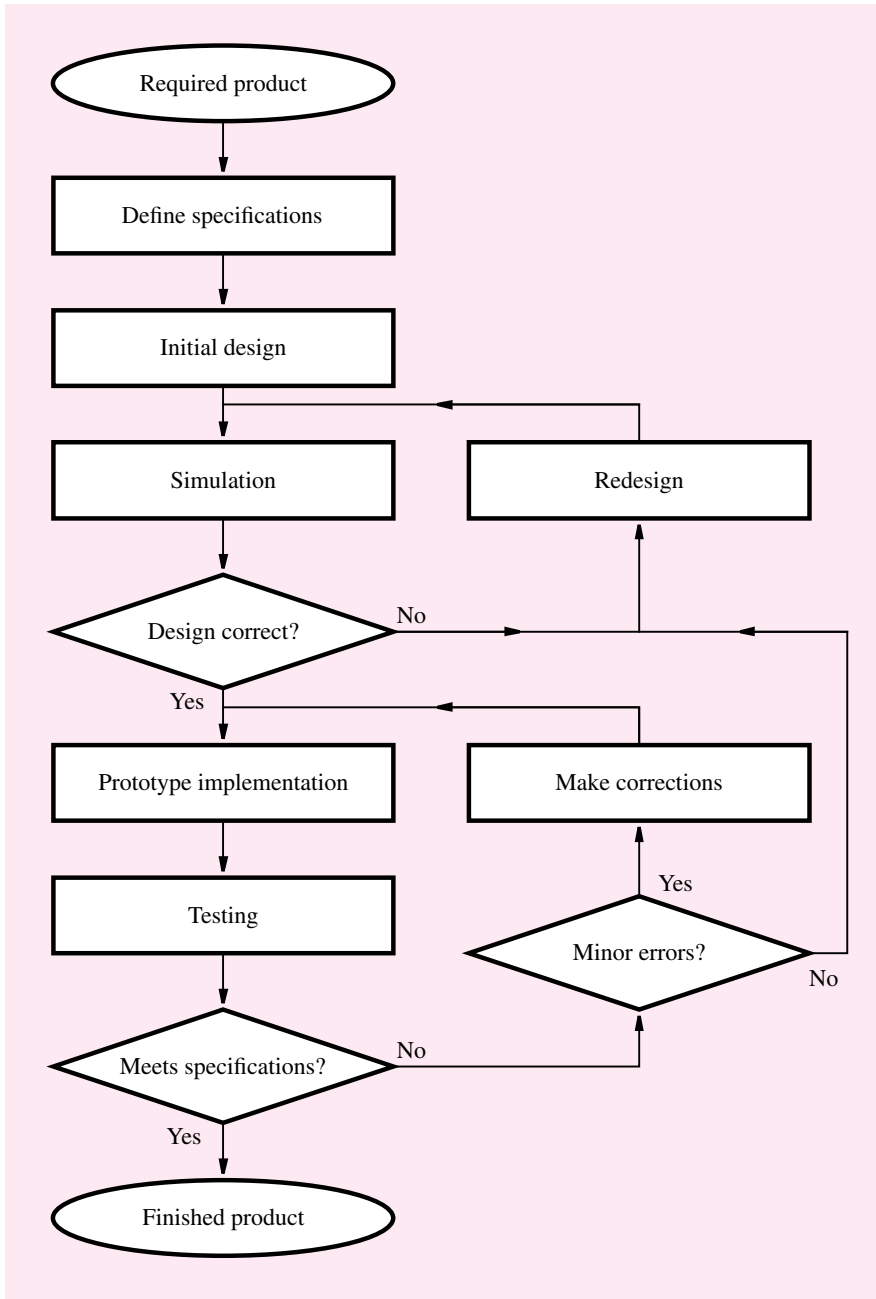 Required product
Define specifications
Initial design
Simulation
Redesign
Design correct?
No
Yes
Prototype implementation
Make corrections
Testing
Yes
Minor errors?
No
Meets specifications?
No
Yes
Finished product